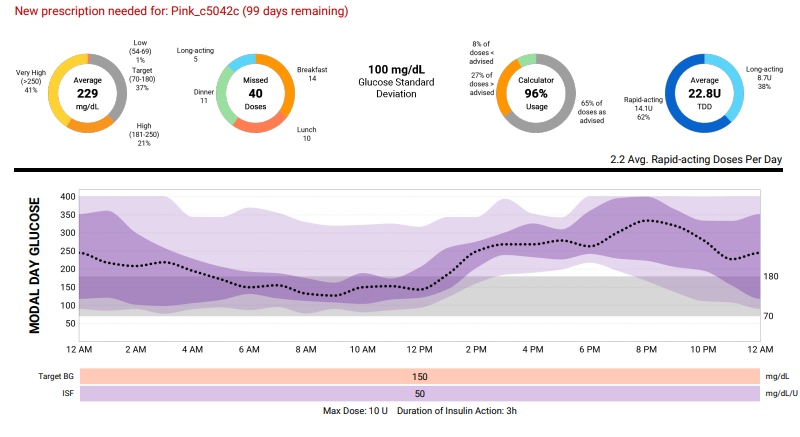 New prescription needed for: Pink_c5042c (99 days remaining)
Low
(54-69)
1%
Target
(70-180)
37%
Very High
(>250)
41%
Average
229
mg/dL
High
(181-250)
21%
Long-acting
5
Breakfast
14
Missed
40
Doses
Dinner
11
Lunch
10
100 mg/dL
Glucose Standard
Deviation
8% of
doses <
advised
27% of
doses >
advised
Calculator
96%
Usage
65% of
doses as
advised
Long-acting
8.7U
38%
Average
22.8U
TDD
Rapid-acting
14.1U
62%
2.2 Avg. Rapid-acting Doses Per Day
MODAL DAY GLUCOSE
400
350
300
250
200
150
100
50
180
70
12 AM 2 AM 4 AM 6 AM 8 AM 10 AM 12 PM 2 PM 4 PM 6 PM 8 PM 10 PM 12 AM
Target BG 150 mg/dL
ISF 50 mg/dL/U
Max Dose: 10 U Duration of Insulin Action: 3h